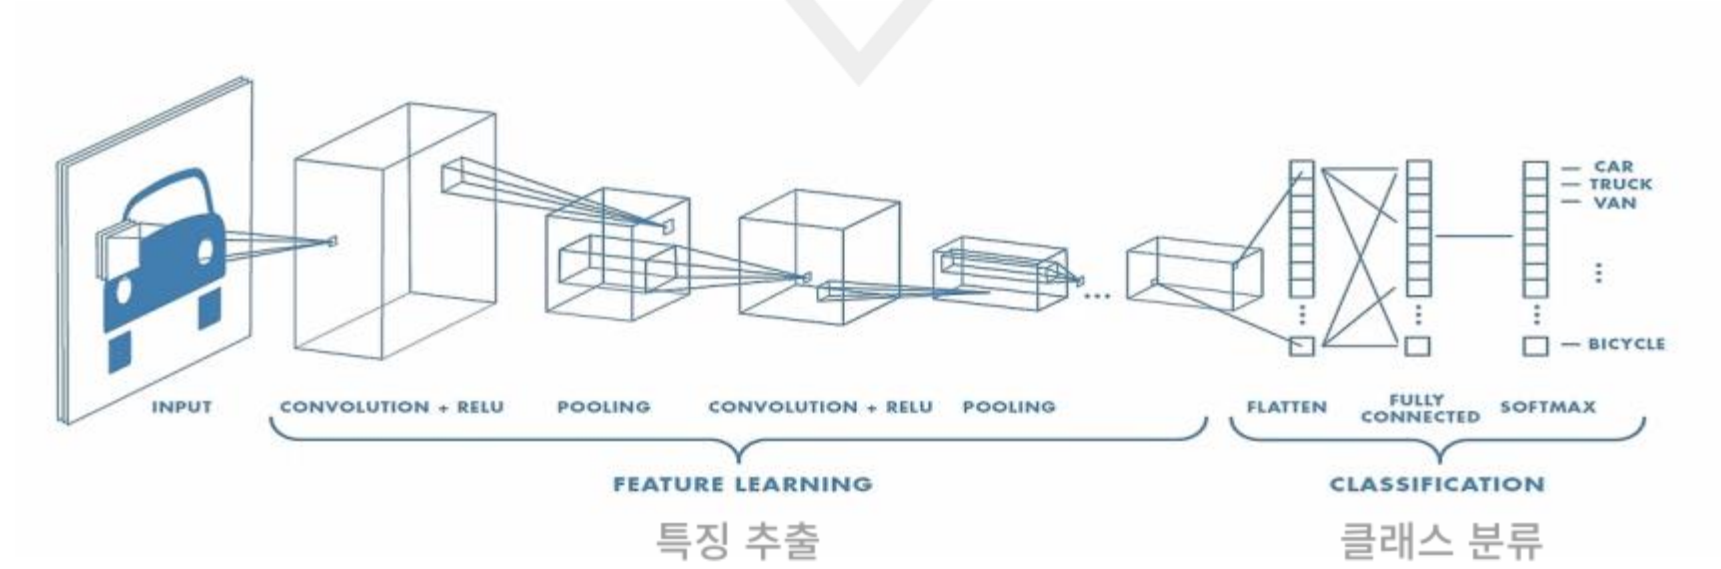 CAR
TRUCK
VAN
BICYCLE
INPUT
CONVOLUTION + RELU
POOLING
CONVOLUTION + RELU
POOLING
FLATTEN
FULLY
CONNECTED
SOFTMAX
FEATURE LEARNING
CLASSIFICATION
특징 추출
클래스 분류